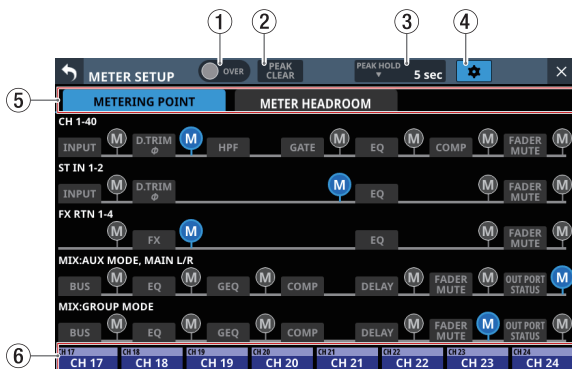 1 2 3 4
METER SETUP OVER PEAK CLEAR PEAK HOLD ▼ 5 sec ×
5 METERING POINT METER HEADROOM
CH 1-40
INPUT M D.TRIM Φ M HPF GATE M EQ M COMP M FADER MUTE M
ST IN 1-2
INPUT M D.TRIM Φ M EQ M FADER MUTE M
FX RTN 1-4
M FX M EQ M FADER MUTE M
MIX:AUX MODE, MAIN L/R
BUS M EQ M GEQ M COMP DELAY M FADER MUTE M OUT PORT STATUS M
MIX:GROUP MODE
BUS M EQ M GEQ M COMP DELAY M FADER MUTE M OUT PORT STATUS M
CH 17 CH 18 CH 19 CH 20 CH 21 CH 22 CH 23 CH 24
6 CH 17 CH 18 CH 19 CH 20 CH 21 CH 22 CH 23 CH 24